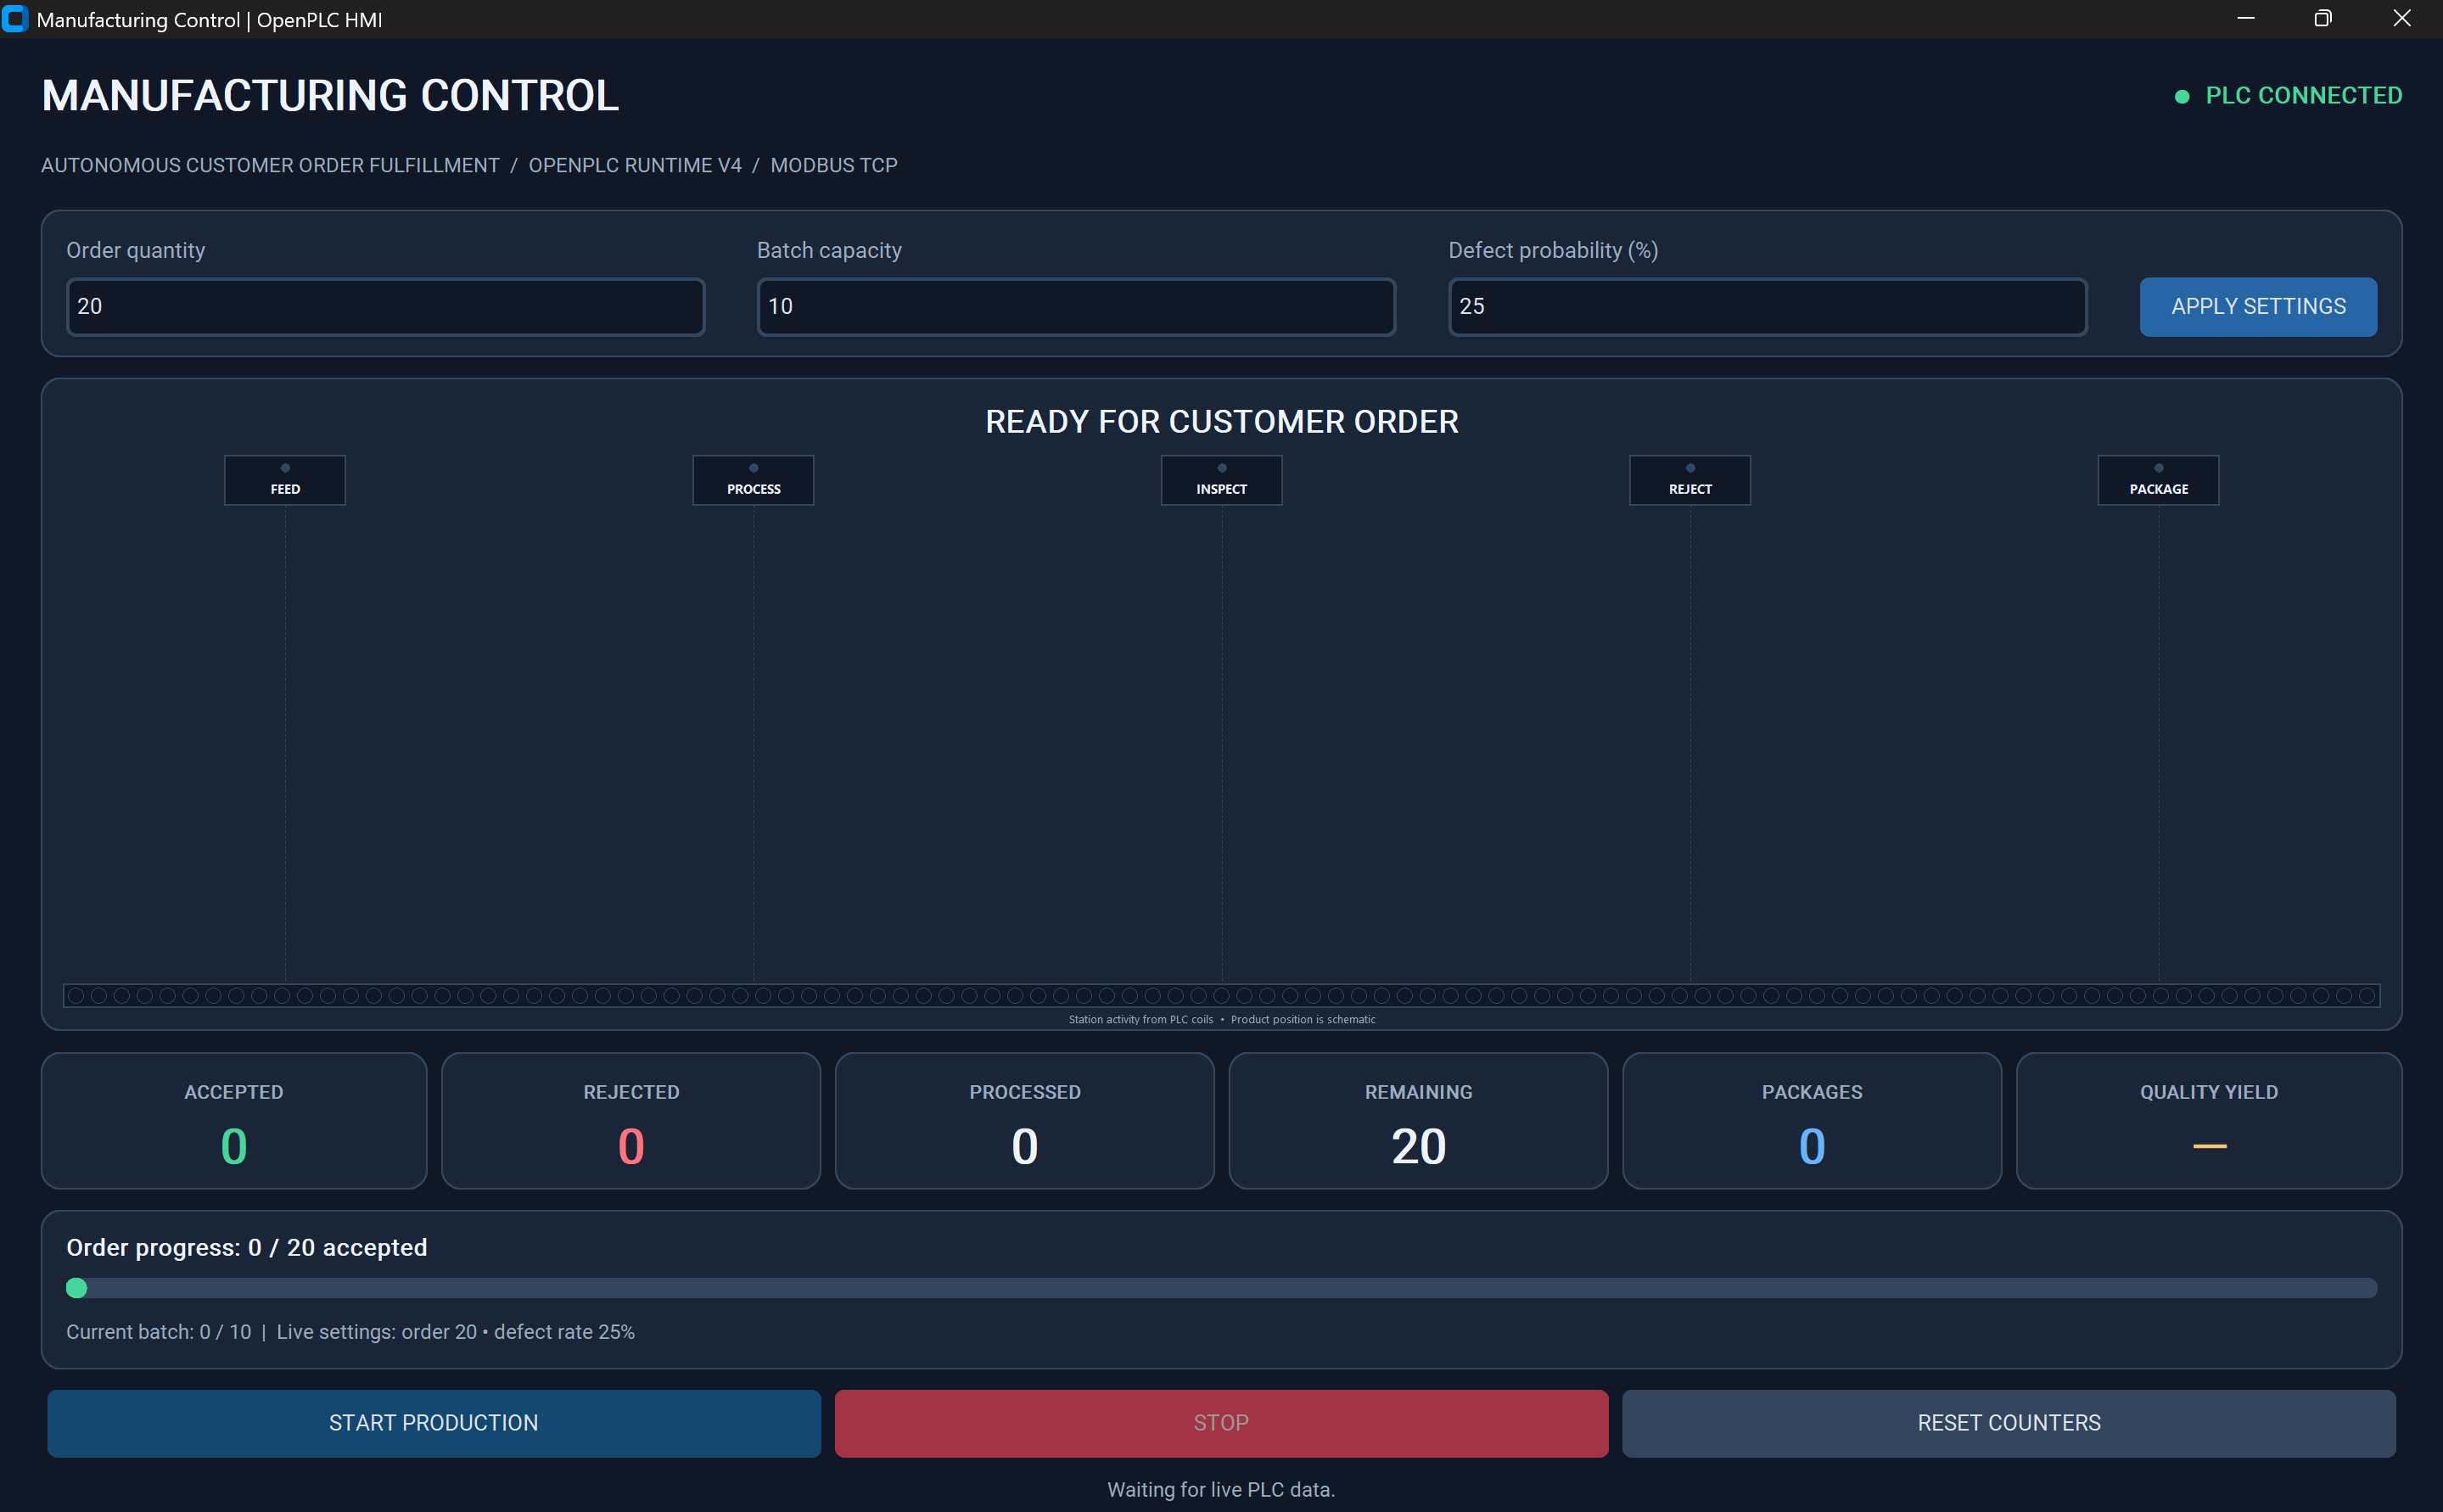 Manufacturing Control | OpenPLC HMI
MANUFACTURING CONTROL
PLC CONNECTED
AUTONOMOUS CUSTOMER ORDER FULFILLMENT / OPENPLC RUNTIME V4 / MODBUS TCP
Order quantity
Batch capacity
Defect probability (%)
20
10
25
APPLY SETTINGS
READY FOR CUSTOMER ORDER
FEED
PROCESS
INSPECT
REJECT
PACKAGE
Station activity from PLC coils • Product position is schematic
ACCEPTED
REJECTED
PROCESSED
REMAINING
PACKAGES
QUALITY YIELD
0
0
0
20
0
—
Order progress: 0 / 20 accepted
Current batch: 0 / 10 | Live settings: order 20 • defect rate 25%
START PRODUCTION
STOP
RESET COUNTERS
Waiting for live PLC data.